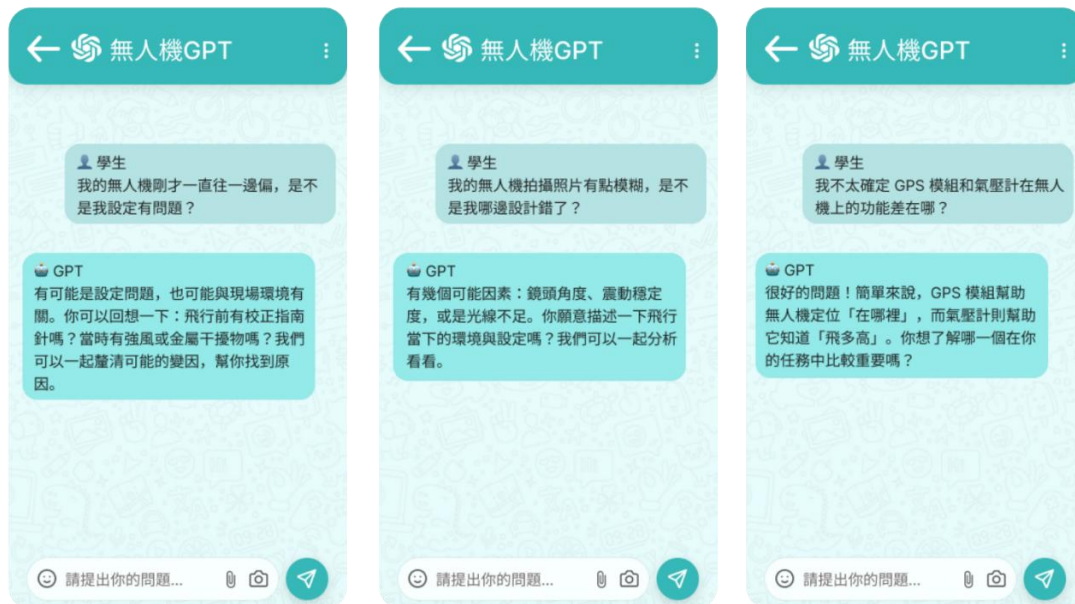 無人機GPT
學生
我的無人機剛才一直往一邊偏，是不
是我設定有問題？
GPT
有可能是設定問題，也可能與現場環境有
關。你可以回想一下：飛行前有校正指南
針嗎？當時有強風或金屬干擾物嗎？我們
可以一起釐清可能的變因，幫你找到原
因。
請提出你的問題...
無人機GPT
學生
我的無人機拍攝照片有點模糊，是不
是我哪邊設計錯了？
GPT
有幾個可能因素：鏡頭角度、震動穩定
度，或是光線不足。你願意描述一下飛行
當下的環境與設定嗎？我們可以一起分析
看看。
請提出你的問題...
無人機GPT
學生
我不太確定 GPS 模組和氣壓計在無人
機上的功能差在哪？
GPT
很好的問題！簡單來說，GPS 模組幫助
無人機定位「在哪裡」，而氣壓計則幫助
它知道「飛多高」。你想了解哪一個在你
的任務中比較重要嗎？
請提出你的問題...